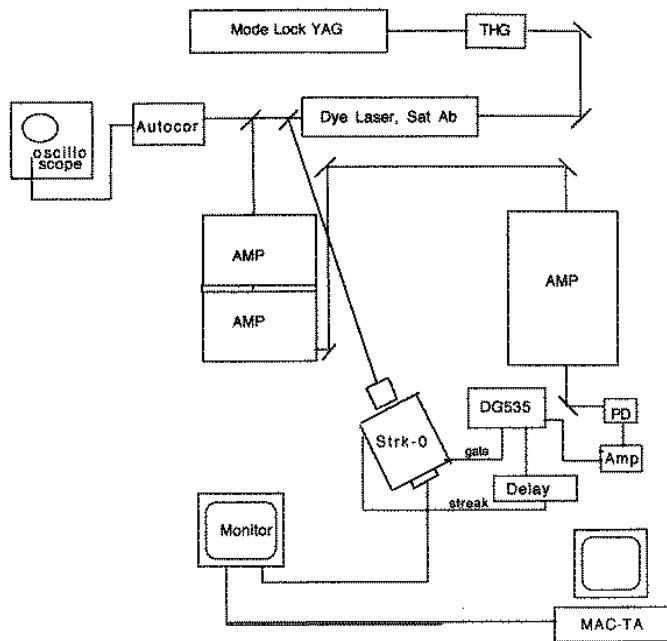 Mode Lock YAG
THG
oscillo
scope
Autocor
Dye Laser, Sat Ab
AMP
AMP
AMP
Strk-0
DG535
PD
gate
Amp
Delay
streak
Monitor
MAC-TA